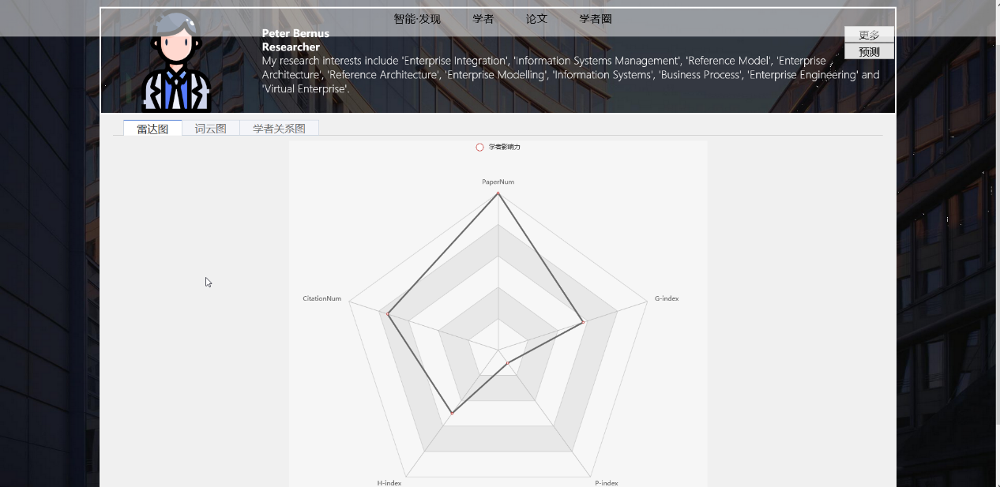 智能·发现 学者 论文 学者圈
Peter Bernus
Researcher
My research interests include 'Enterprise Integration', 'Information Systems Management', 'Reference Model', 'Enterprise
Architecture', 'Reference Architecture', 'Enterprise Modelling', 'Information Systems', 'Business Process', 'Enterprise Engineering' and
'Virtual Enterprise'.
更多
预测
雷达图 词云图 学者关系图
学者影响力
PaperNum
CitationNum
G-index
H-index
P-index